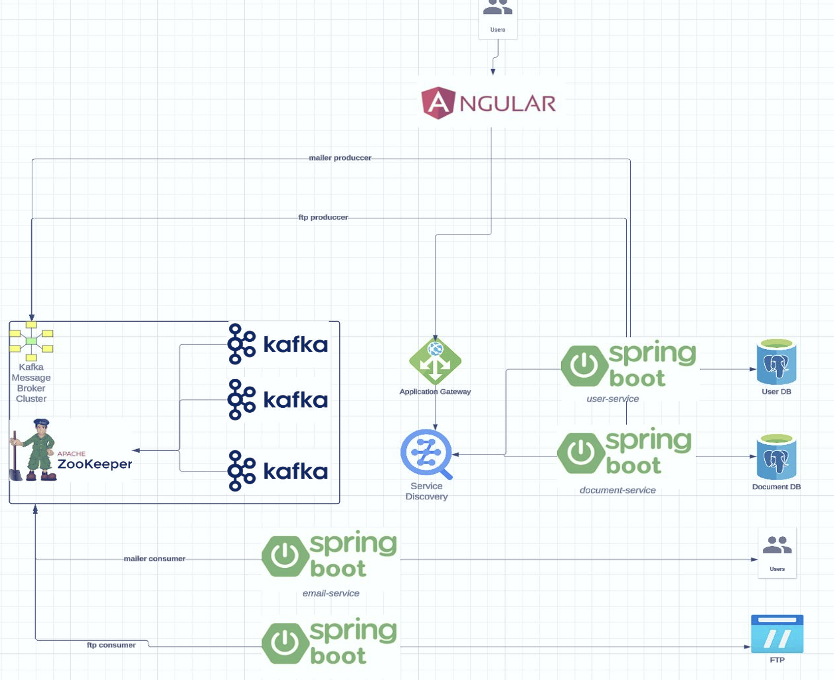 Users
ANGULAR
mailer produccer
ftp produccer
kafka
Kafka
Message
Broker
Cluster
kafka
APACHE
ZooKeeper
kafka
Application Gateway
Service
Discovery
spring
boot
user-service
User DB
spring
boot
document-service
Document DB
mailer consumer
spring
boot
email-service
Users
ftp consumer
spring
boot
FTP